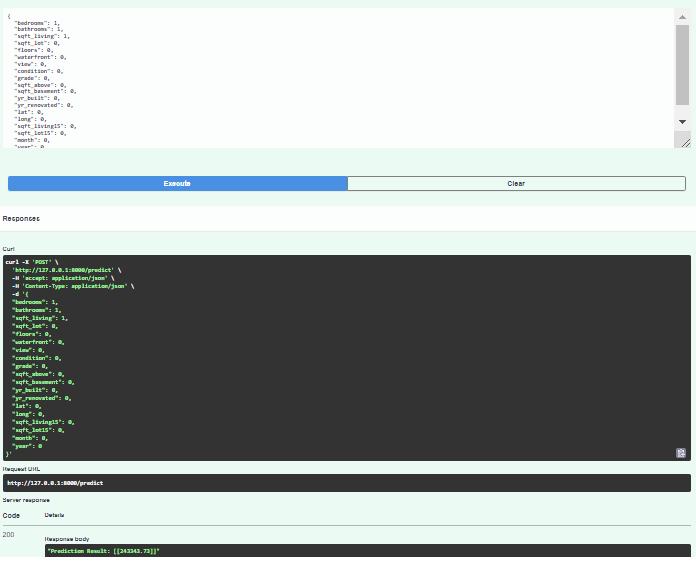 {
"bedrooms": 1,
"bathrooms": 1,
"sqft_living": 1,
"sqft_lot": 0,
"floors": 0,
"waterfront": 0,
"view": 0,
"condition": 0,
"grade": 0,
"sqft_above": 0,
"sqft_basement": 0,
"yr_built": 0,
"yr_renovated": 0,
"lat": 0,
"long": 0,
"sqft_living15": 0,
"sqft_lot15": 0,
"month": 0,
"year": 0
Execute
Clear
Responses
Curl
curl -X 'POST' \
'http://127.0.0.1:8000/predict' \
-H 'accept: application/json' \
-H 'Content-Type: application/json' \
-d '{
"bedrooms": 1,
"bathrooms": 1,
"sqft_living": 1,
"sqft_lot": 0,
"floors": 0,
"waterfront": 0,
"view": 0,
"condition": 0,
"grade": 0,
"sqft_above": 0,
"sqft_basement": 0,
"yr_built": 0,
"yr_renovated": 0,
"lat": 0,
"long": 0,
"sqft_living15": 0,
"sqft_lot15": 0,
"month": 0,
"year": 0
}'
Request URL
http://127.0.0.1:8000/predict
Server response
Code Details
200
Response body
"Prediction Result: [[243343.73]]"